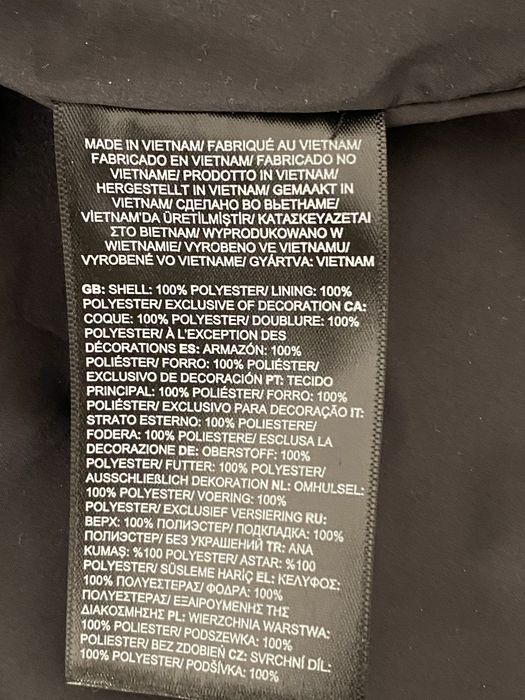 MADE IN VIETNAM/ FABRIQUÉ AU VIETNAM/
FABRICADO EN VIETNAM/ FABRICADO NO
VIETNAME/ PRODOTTO IN VIETNAM/
HERGESTELLT IN VIETNAM/ GEMAAKT IN
VIETNAM/ СДЕЛАНО ВО ВЬЕТНАМЕ/
VİETNAM'DA ÜRETİLMİŞTİR/ ΚΑΤΑΣΚΕΥΑΖΕΤΑΙ
ΣΤΟ ΒΙΕΤΝΑΜ/ WYPRODUKOWANO W
WIETNAMIE/ VYROBENO VE VIETNAMU/
VYROBENÉ VO VIETNAME/ GYÁRTVA: VIETNAM
GB: SHELL: 100% POLYESTER/ LINING: 100%
POLYESTER/ EXCLUSIVE OF DECORATION CA:
COQUE: 100% POLYESTER/ DOUBLURE: 100%
POLYESTER/ À L'EXCEPTION DES
DÉCORATIONS ES: ARMAZÓN: 100%
POLIÉSTER/ FORRO: 100% POLIÉSTER/
EXCLUSIVO DE DECORACIÓN PT: TECIDO
PRINCIPAL: 100% POLIÉSTER/ FORRO: 100%
POLIÉSTER/ EXCLUSIVO PARA DECORAÇÃO IT:
STRATO ESTERNO: 100% POLIESTERE/
FODERA: 100% POLIESTERE/ ESCLUSA LA
DECORAZIONE DE: OBERSTOFF: 100%
POLYESTER/ FUTTER: 100% POLYESTER/
AUSSCHLIEßLICH DEKORATION NL: OMHULSEL:
100% POLYESTER/ VOERING: 100%
POLYESTER/ EXCLUSIEF VERSIERING RU:
ВЕРХ: 100% ПОЛИЭСТЕР/ ПОДКЛАДКА: 100%
ПОЛИЭСТЕР/ БЕЗ УКРАШЕНИЙ TR: ANA
KUMAŞ: %100 POLYESTER/ ASTAR: %100
POLYESTER/ SÜSLEME HARİÇ EL: ΚΕΛΥΦΟΣ:
100% ΠΟΛΥΕΣΤΕΡΑΣ/ ΦΟΔΡΑ: 100%
ΠΟΛΥΕΣΤΕΡΑΣ/ ΕΞΑΙΡΟΥΜΕΝΗΣ ΤΗΣ
ΔΙΑΚΟΣΜΗΣΗΣ PL: WIERZCHNIA WARSTWA:
100% POLIESTER/ PODSZEWKA: 100%
POLIESTER/ BEZ ZDOBIEŃ CZ: SVRCHNÍ DÍL:
100% POLYESTER/ PODŠÍVKA: 100%